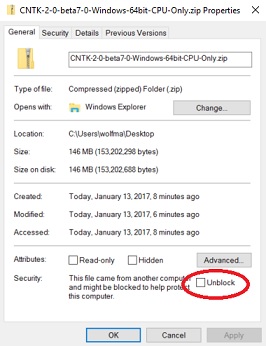 CNTK-2-0-beta7-0-Windows-64bit-CPU-Only.zip Properties
General Security Details Previous Versions
CNTK-2-0-beta7-0-Windows-64bit-CPU-Only.zip
Type of file: Compressed (zipped) Folder (.zip)
Opens with: Windows Explorer Change...
Location: C:\Users\wolfma\Desktop
Size: 146 MB (153,202,298 bytes)
Size on disk: 146 MB (153,202,688 bytes)
Created: Today, January 13, 2017, 8 minutes ago
Modified: Today, January 13, 2017, 6 minutes ago
Accessed: Today, January 13, 2017, 8 minutes ago
Attributes: Read-only Hidden Advanced...
Security: This file came from another computer Unblock
and might be blocked to help protect
this computer.
OK Cancel Apply